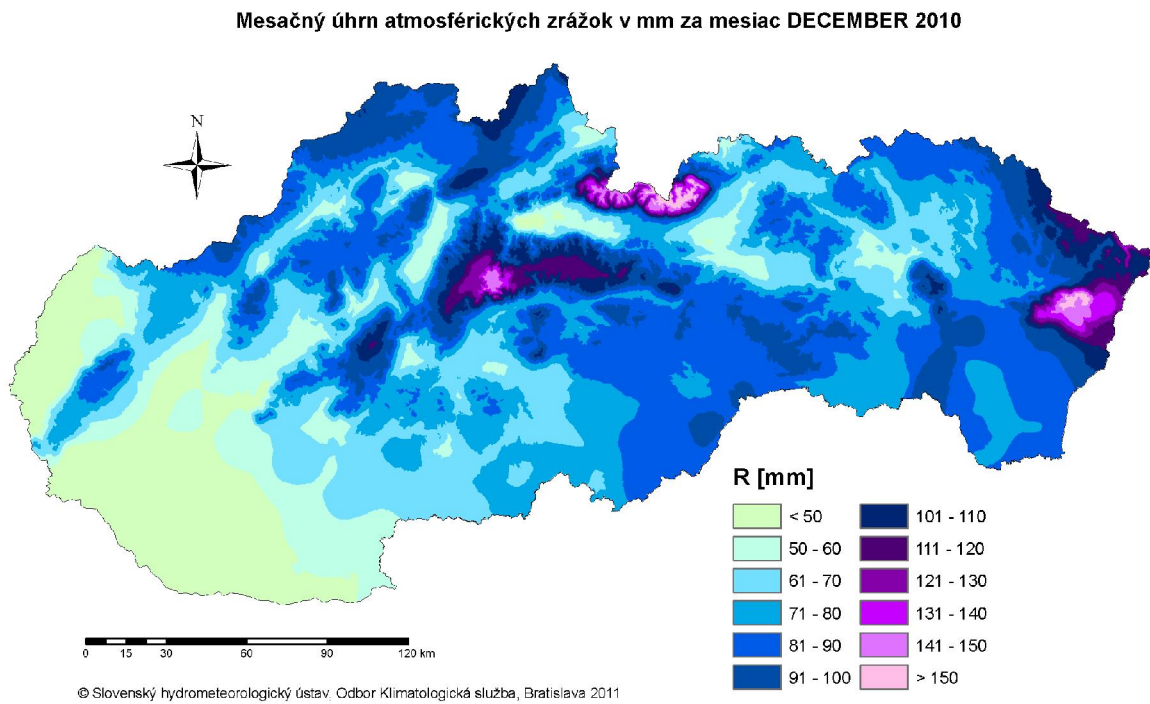 Mesačný úhrn atmosférických zrážok v mm za mesiac DECEMBER 2010
N
R [mm]
< 50
50 - 60
61 - 70
71 - 80
81 - 90
91 - 100
101 - 110
111 - 120
121 - 130
131 - 140
141 - 150
> 150
0 15 30 60 90 120 km
© Slovenský hydrometeorologický ústav, Odbor Klimatologická služba, Bratislava 2011